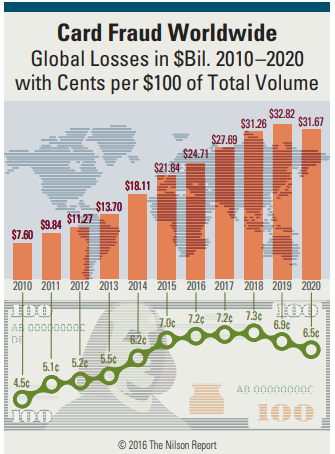 Card Fraud Worldwide
Global Losses in $Bil. 2010–2020
with Cents per $100 of Total Volume
$7.60 $9.84 $11.27 $13.70 $18.11 $21.84 $24.71 $27.69 $31.26 $32.82 $31.67
2010 2011 2012 2013 2014 2015 2016 2017 2018 2019 2020
100 100
AB 00000000C
DE
4.5¢ 5.1¢ 5.2¢ 5.5¢ 6.2¢ 7.0¢ 7.2¢ 7.2¢ 7.3¢ 6.9¢ 6.5¢
AB 00000000C
100 100
© 2016 The Nilson Report